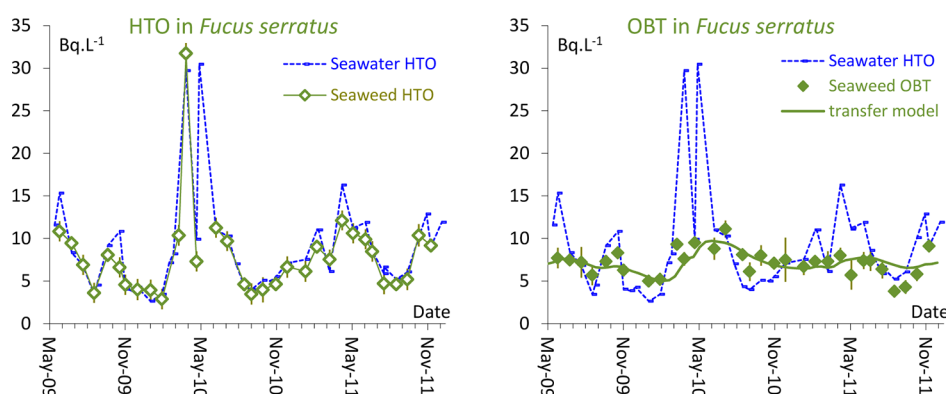 HTO in Fucus serratus
Bq.L-1
Seawater HTO
Seaweed HTO
35
30
25
20
15
10
5
0
Date
May-09
Nov-09
May-10
Nov-10
May-11
Nov-11
OBT in Fucus serratus
Bq.L-1
Seawater HTO
Seaweed OBT
transfer model
35
30
25
20
15
10
5
0
Date
May-09
Nov-09
May-10
Nov-10
May-11
Nov-11